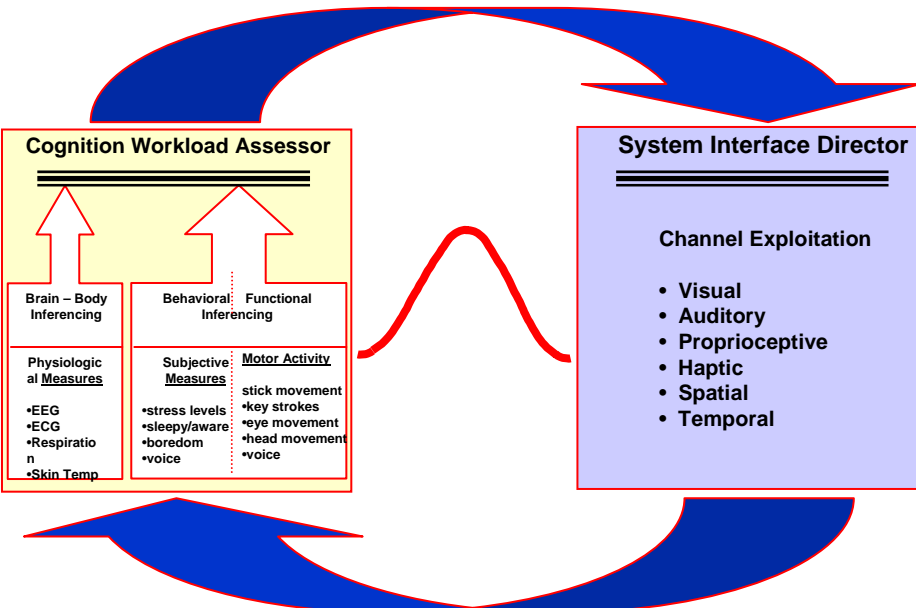 Cognition Workload Assessor
Brain – Body
Inferencing
Physiologic
al Measures
•EEG
•ECG
•Respiratio
n
•Skin Temp
Behavioral Functional
Inferencing
Subjective
Measures
•stress levels
•sleepy/aware
•boredom
•voice
Motor Activity
stick movement
•key strokes
•eye movement
•head movement
•voice
System Interface Director
Channel Exploitation
• Visual
• Auditory
• Proprioceptive
• Haptic
• Spatial
• Temporal